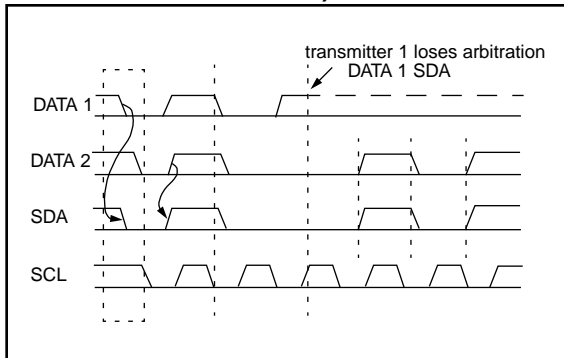 transmitter 1 loses arbitration
DATA 1 SDA
DATA 1
DATA 2
SDA
SCL